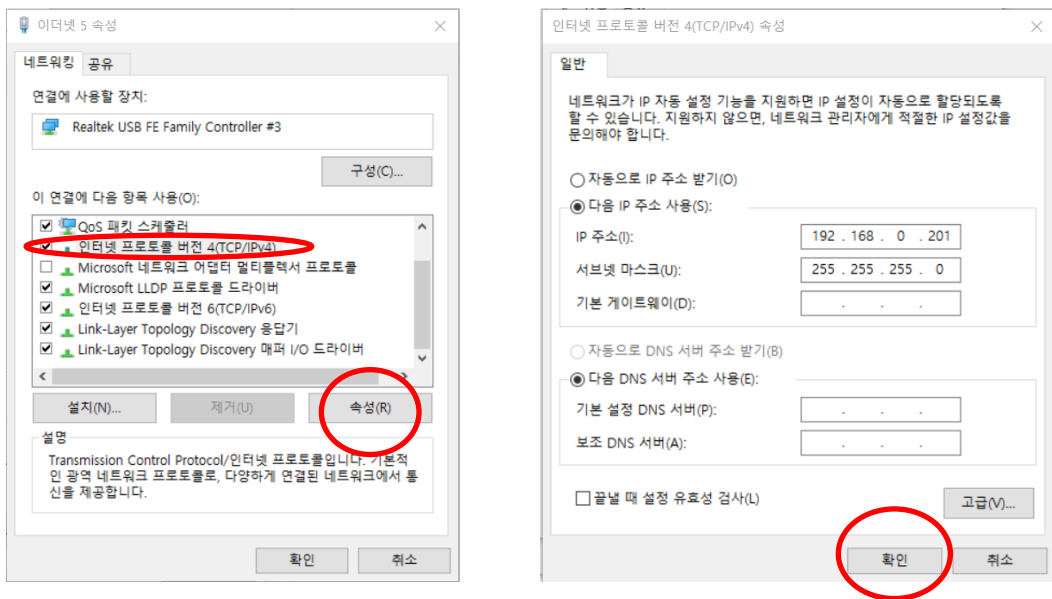 이더넷 5 속성
네트워킹 공유
연결에 사용할 장치:
Realtek USB FE Family Controller #3
구성(C)...
이 연결에 다음 항목 사용(O):
QoS 패킷 스케줄러
인터넷 프로토콜 버전 4(TCP/IPv4)
Microsoft 네트워크 어댑터 멀티플렉서 프로토콜
Microsoft LLDP 프로토콜 드라이버
인터넷 프로토콜 버전 6(TCP/IPv6)
Link-Layer Topology Discovery 응답기
Link-Layer Topology Discovery 매퍼 I/O 드라이버
설치(N)... 제거(U) 속성(R)
설명
Transmission Control Protocol/인터넷 프로토콜입니다. 기본적
인 광역 네트워크 프로토콜로, 다양하게 연결된 네트워크에서 통
신을 제공합니다.
확인 취소
인터넷 프로토콜 버전 4(TCP/IPv4) 속성
일반
네트워크가 IP 자동 설정 기능을 지원하면 IP 설정이 자동으로 할당되도록
할 수 있습니다. 지원하지 않으면, 네트워크 관리자에게 적절한 IP 설정값을
문의해야 합니다.
자동으로 IP 주소 받기(O)
다음 IP 주소 사용(S):
IP 주소(I): 192 . 168 . 0 . 201
서브넷 마스크(U): 255 . 255 . 255 . 0
기본 게이트웨이(D): . . .
자동으로 DNS 서버 주소 받기(B)
다음 DNS 서버 주소 사용(E):
기본 설정 DNS 서버(P): . . .
보조 DNS 서버(A): . . .
끝낼 때 설정 유효성 검사(L)
고급(V)...
확인 취소